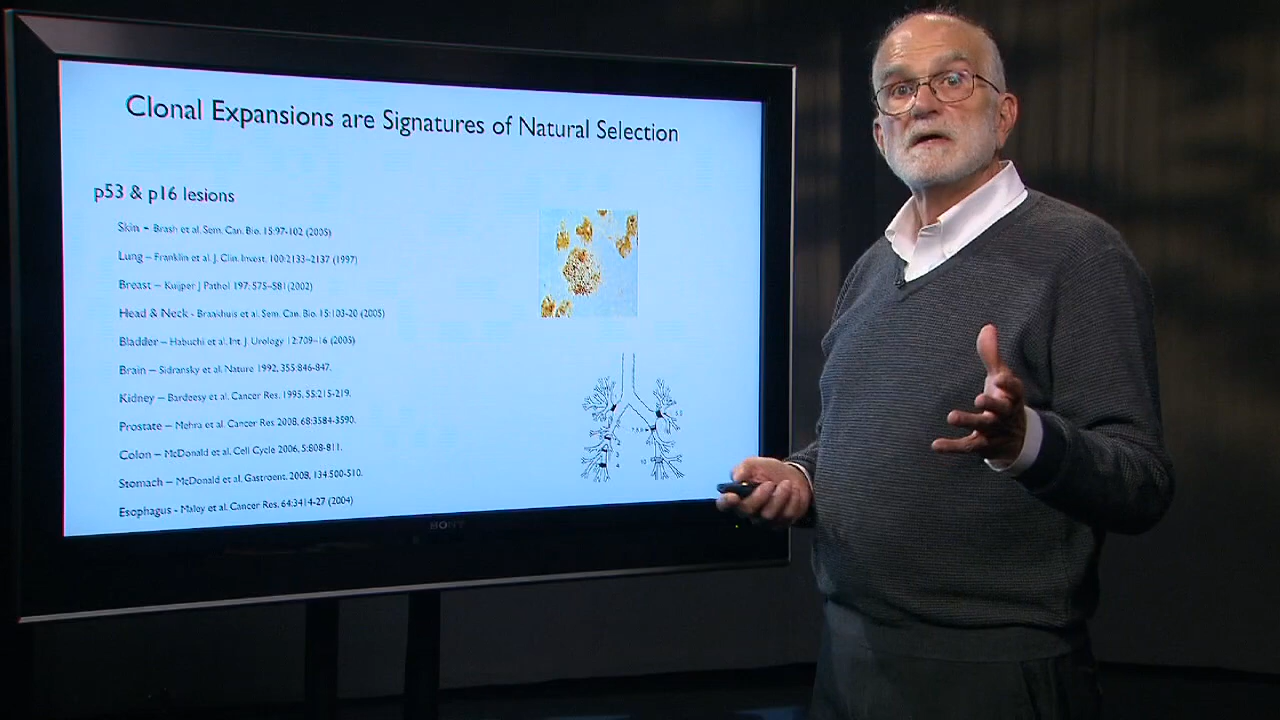 Clonal Expansions are Signatures of Natural Selection
p53 & p16 lesions
Skin - Brash et al. Sem. Can. Bio. 15:97-102 (2005)
Lung – Franklin et al. J. Clin. Invest. 100:2133–2137 (1997)
Breast – Kuijper J Pathol 197: 575–581(2002)
Head & Neck - Braakhuis et al. Sem. Can. Bio. 15:103-20 (2005)
Bladder – Habuchi et al. Int J. Urology 12:709–16 (2005)
Brain – Sidransky et al. Nature 1992, 355:846-847.
Kidney – Bardeesy et al. Cancer Res. 1995, 55:215-219.
Prostate – Mehra et al. Cancer Res 2008, 68:3584-3590.
Colon – McDonald et al. Cell Cycle 2006, 5:808-811.
Stomach – McDonald et al. Gastroent. 2008, 134:500-510.
Esophagus - Maley et al. Cancer Res. 64:3414-27 (2004)
SONY